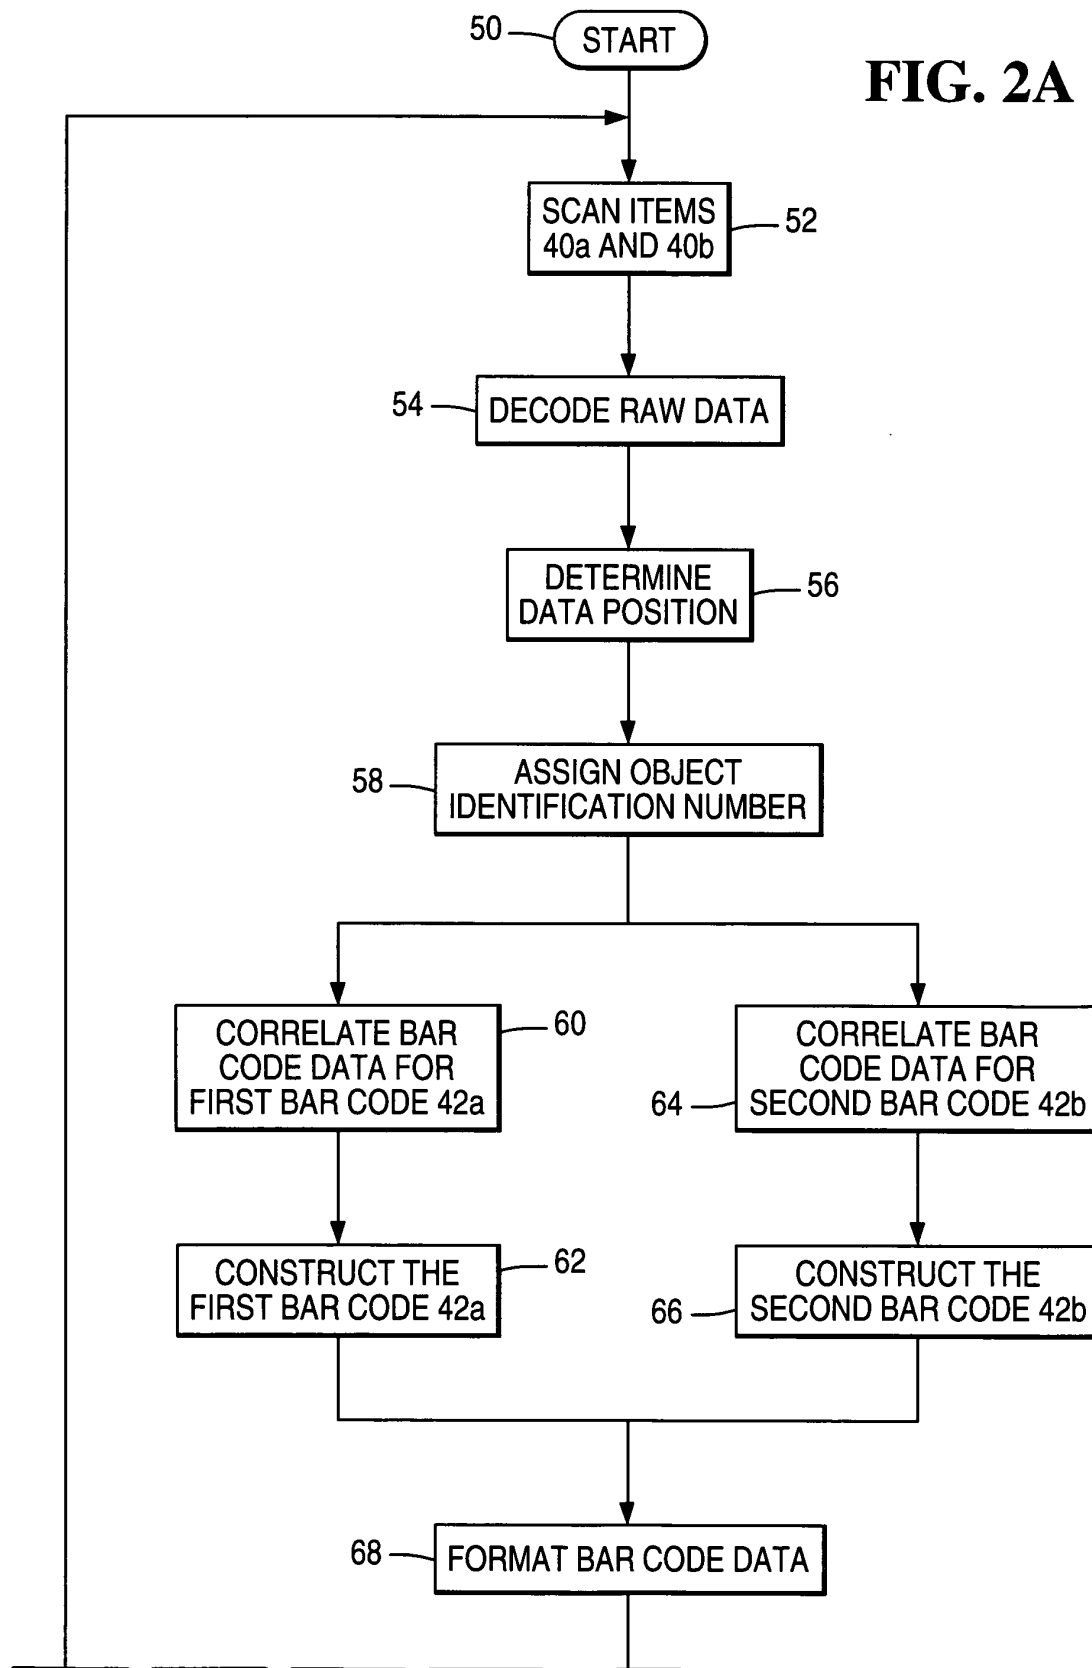 50
START
FIG. 2A
SCAN ITEMS
40a AND 40b
52
54
DECODE RAW DATA
DETERMINE
DATA POSITION
56
58
ASSIGN OBJECT
IDENTIFICATION NUMBER
CORRELATE BAR
CODE DATA FOR
FIRST BAR CODE 42a
60
64
CORRELATE BAR
CODE DATA FOR
SECOND BAR CODE 42b
CONSTRUCT THE
FIRST BAR CODE 42a
62
66
CONSTRUCT THE
SECOND BAR CODE 42b
68
FORMAT BAR CODE DATA